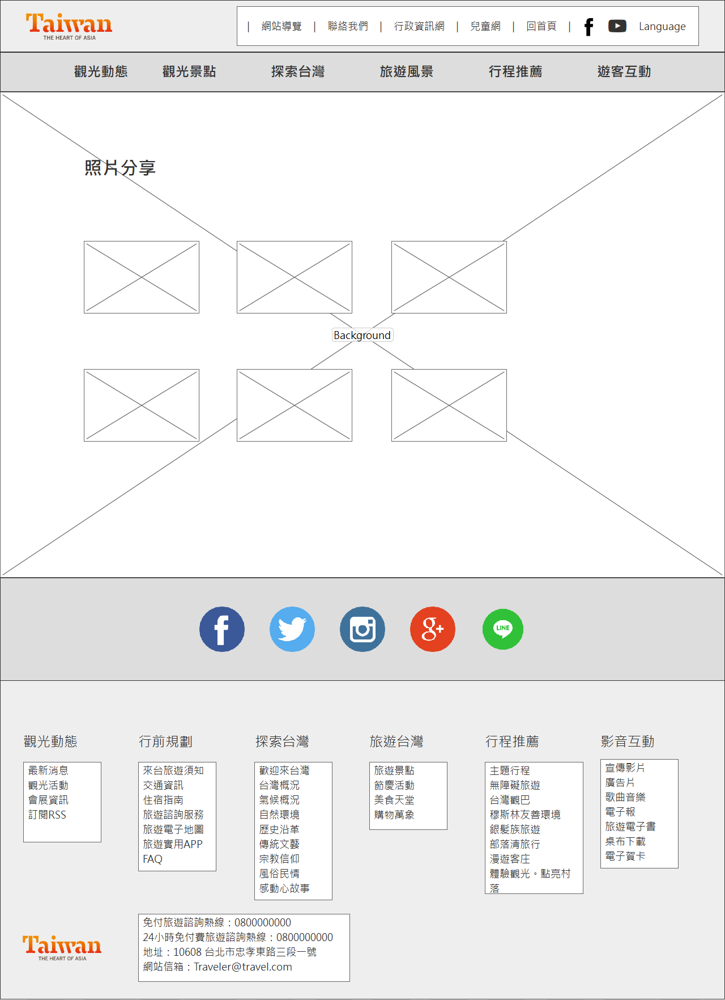 Taiwan
THE HEART OF ASIA
| 網站導覽 | 聯絡我們 | 行政資訊網 | 兒童網 | 回首頁 | Language
觀光動態 觀光景點 探索台灣 旅遊風景 行程推薦 遊客互動
照片分享
Background
LINE
觀光動態
最新消息
觀光活動
會展資訊
訂閱RSS
行前規劃
來台旅遊須知
交通資訊
住宿指南
旅遊諮詢服務
旅遊電子地圖
旅遊實用APP
FAQ
探索台灣
歡迎來台灣
台灣概況
氣候概況
自然環境
歷史沿革
傳統文藝
宗教信仰
風俗民情
感動心故事
旅遊台灣
旅遊景點
節慶活動
美食天堂
購物萬象
行程推薦
主題行程
無障礙旅遊
台灣觀巴
穆斯林友善環境
銀髮族旅遊
部落清旅行
漫遊客庄
體驗觀光。點亮村
落
影音互動
宣傳影片
廣告片
歌曲音樂
電子報
旅遊電子書
桌布下載
電子賀卡
Taiwan
THE HEART OF ASIA
免付旅遊諮詢熱線：0800000000
24小時免付費旅遊諮詢熱線：0800000000
地址：10608 台北市忠孝東路三段一號
網站信箱：Traveler@travel.com